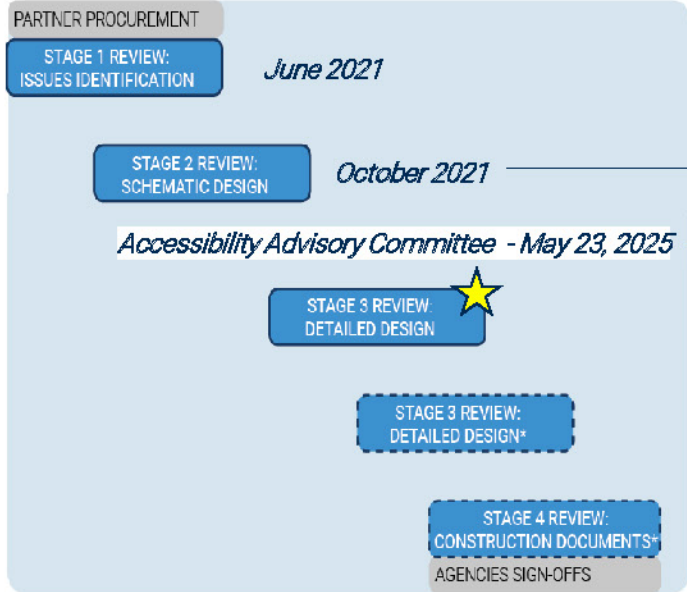 PARTNER PROCUREMENT
STAGE 1 REVIEW:
ISSUES IDENTIFICATION
June 2021
STAGE 2 REVIEW:
SCHEMATIC DESIGN
October 2021
Accessibility Advisory Committee - May 23, 2025
STAGE 3 REVIEW:
DETAILED DESIGN
STAGE 3 REVIEW:
DETAILED DESIGN*
STAGE 4 REVIEW:
CONSTRUCTION DOCUMENTS*
AGENCIES SIGN-OFFS